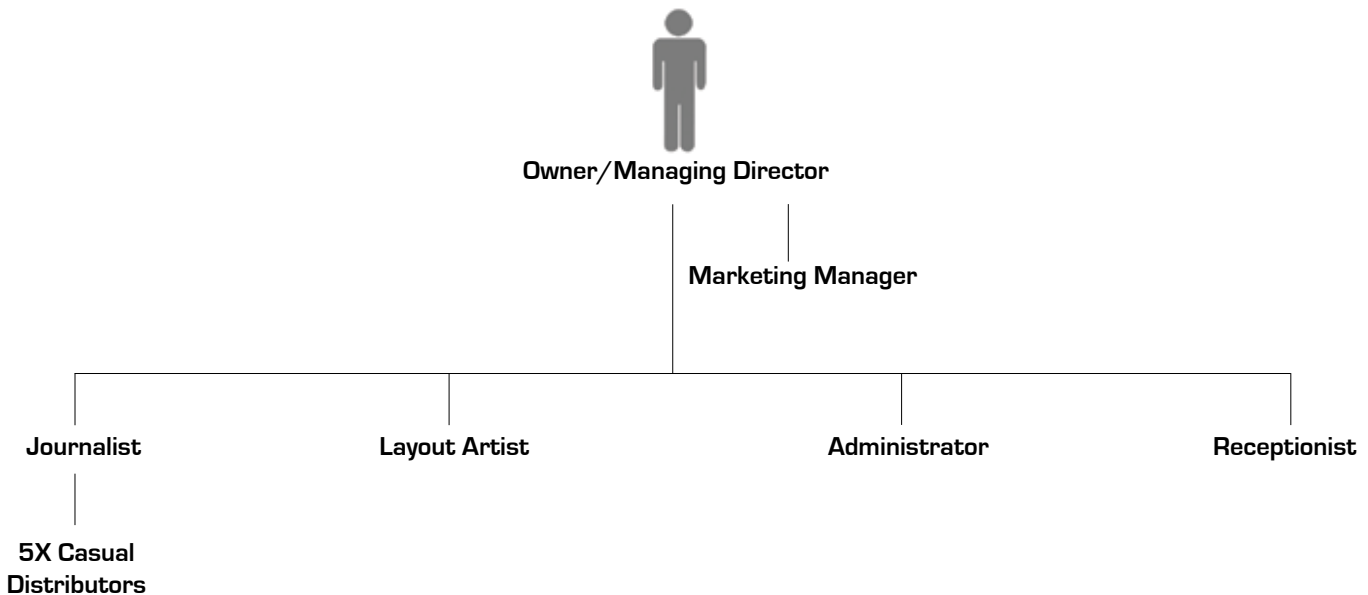 Owner/Managing Director
Marketing Manager
Journalist
Layout Artist
Administrator
Receptionist
5X Casual
Distributors